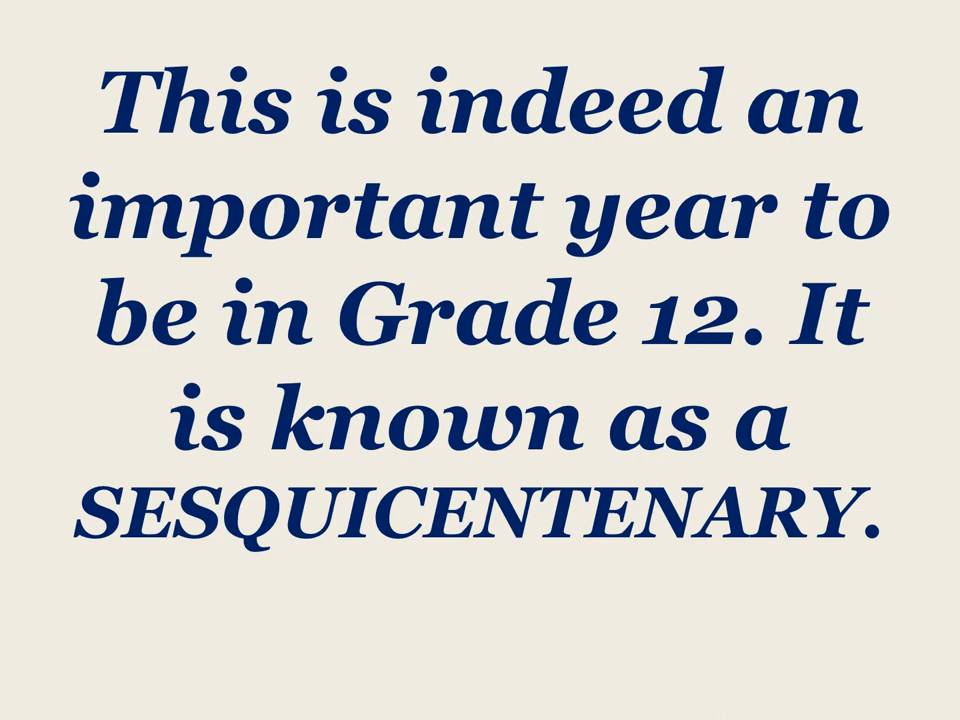 This is indeed an
important year to
be in Grade 12. It
is known as a
SESQUICENTENARY.